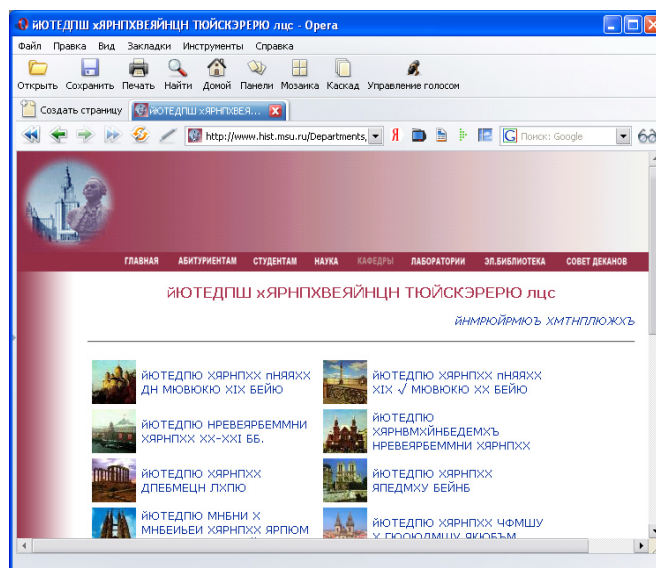 йЮТЕДПШ хЯРНПХВЕЯЙНЦН ТЮЙСКЭРЕРЮ лцс - Opera
Файл Правка Вид Закладки Инструменты Справка
Открыть Сохранить Печать Найти Домой Панели Мозаика Каскад Управление голосом
Создать страницу йЮТЕДПШ хЯРНПХВЕЯ...
http://www.hist.msu.ru/Departments, Я G Поиск: Google
ГЛАВНАЯ АБИТУРИЕНТАМ СТУДЕНТАМ НАУКА КАФЕДРЫ ЛАБОРАТОРИИ ЭЛ.БИБЛИОТЕКА СОВЕТ ДЕКАНОВ
йЮТЕДПШ хЯРНПХВЕЯЙНЦН ТЮЙСКЭРЕРЮ лцс
йНМРЮЙРМЮЪ ХМТНПЛЮЖХЪ
йЮТЕДПЮ ХЯРНПХХ пНЯЯХХ
ДН МЮВЮКЮ XIX БЕЙЮ
йЮТЕДПЮ ХЯРНПХХ пНЯЯХХ
XIX √ МЮВЮКЮ XX БЕЙЮ
йЮТЕДПЮ НРЕВЕЯРБЕММНИ
ХЯРНПХХ XX-XXI ББ.
йЮТЕДПЮ
ХЯРНВМХЙНБЕДЕМХЪ
НРЕВЕЯРБЕММНИ ХЯРНПХХ
йЮТЕДПЮ ХЯРНПХХ
ДПЕБМЕЦН ЛХПЮ
йЮТЕДПЮ ХЯРНПХХ
ЯПЕДМХУ БЕЙНБ
йЮТЕДПЮ МНБНИ Х
МНБЕИЬЕИ ХЯРНПХХ ЯРПЮМ
йЮТЕДПЮ ХЯРНПХХ ЧФМШУ
Х ГЮОЮДМШУ ЯКЮБЪМ